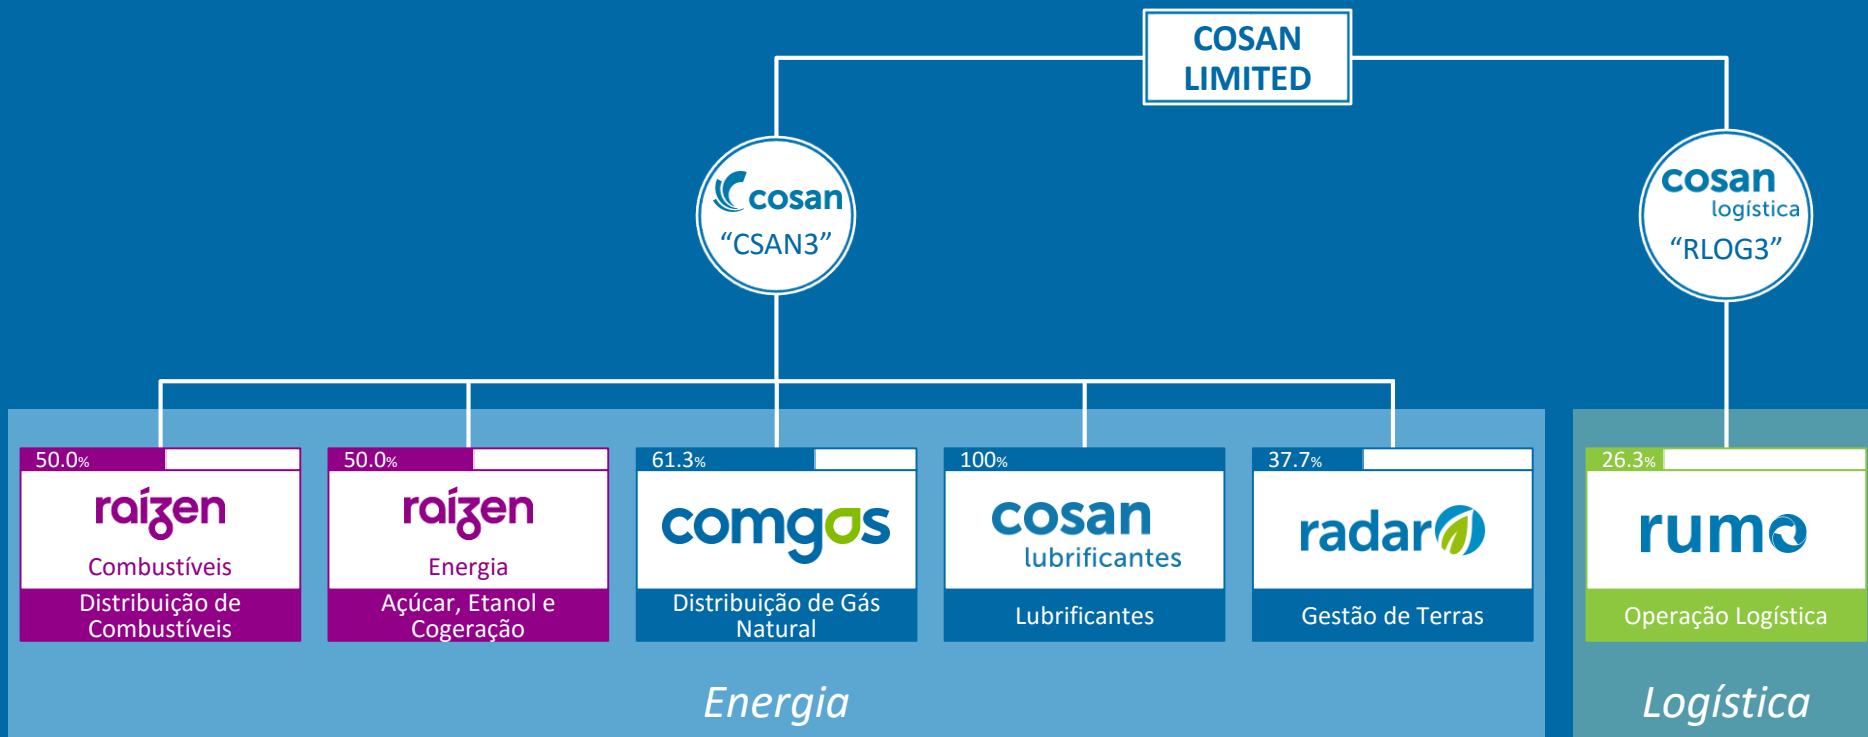 COSAN
LIMITED
cosan
“CSAN3”
cosan
logística
“RLOG3”
50.0%
raízen
Combustíveis
Distribuição de
Combustíveis
50.0%
raízen
Energia
Açúcar, Etanol e
Cogeração
61.3%
comgas
Distribuição de Gás
Natural
100%
cosan
lubrificantes
Lubrificantes
37.7%
radar
Gestão de Terras
26.3%
rumo
Operação Logística
Energia
Logística